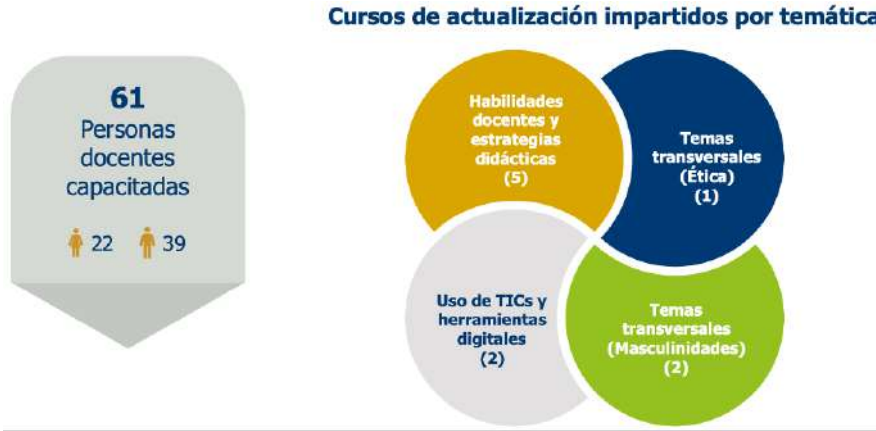 Cursos de actualización impartidos por temática
61
Personas
docentes
capacitadas
22 39
Habilidades
docentes y
estrategias
didácticas
(5)
Temas
transversales
(Ética)
(1)
Uso de TICs y
herramientas
digitales
(2)
Temas
transversales
(Masculinidades)
(2)